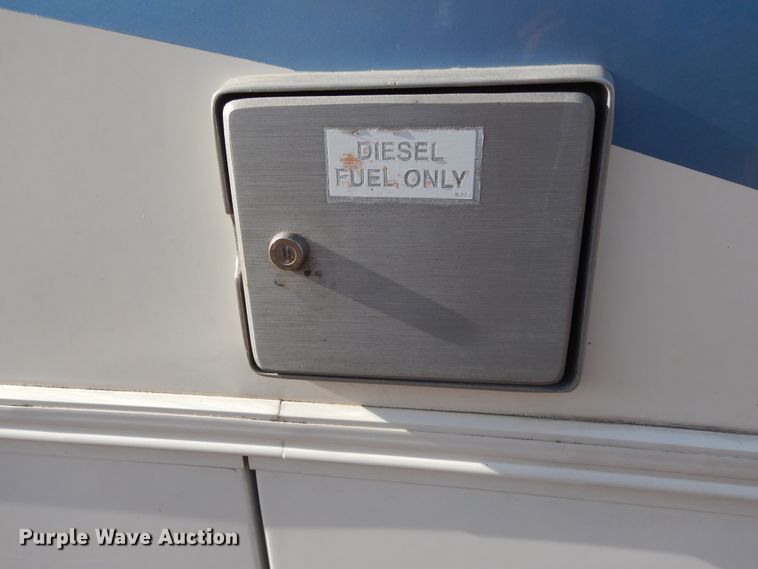 DIESEL
FUEL ONLY
Purple Wave Auction